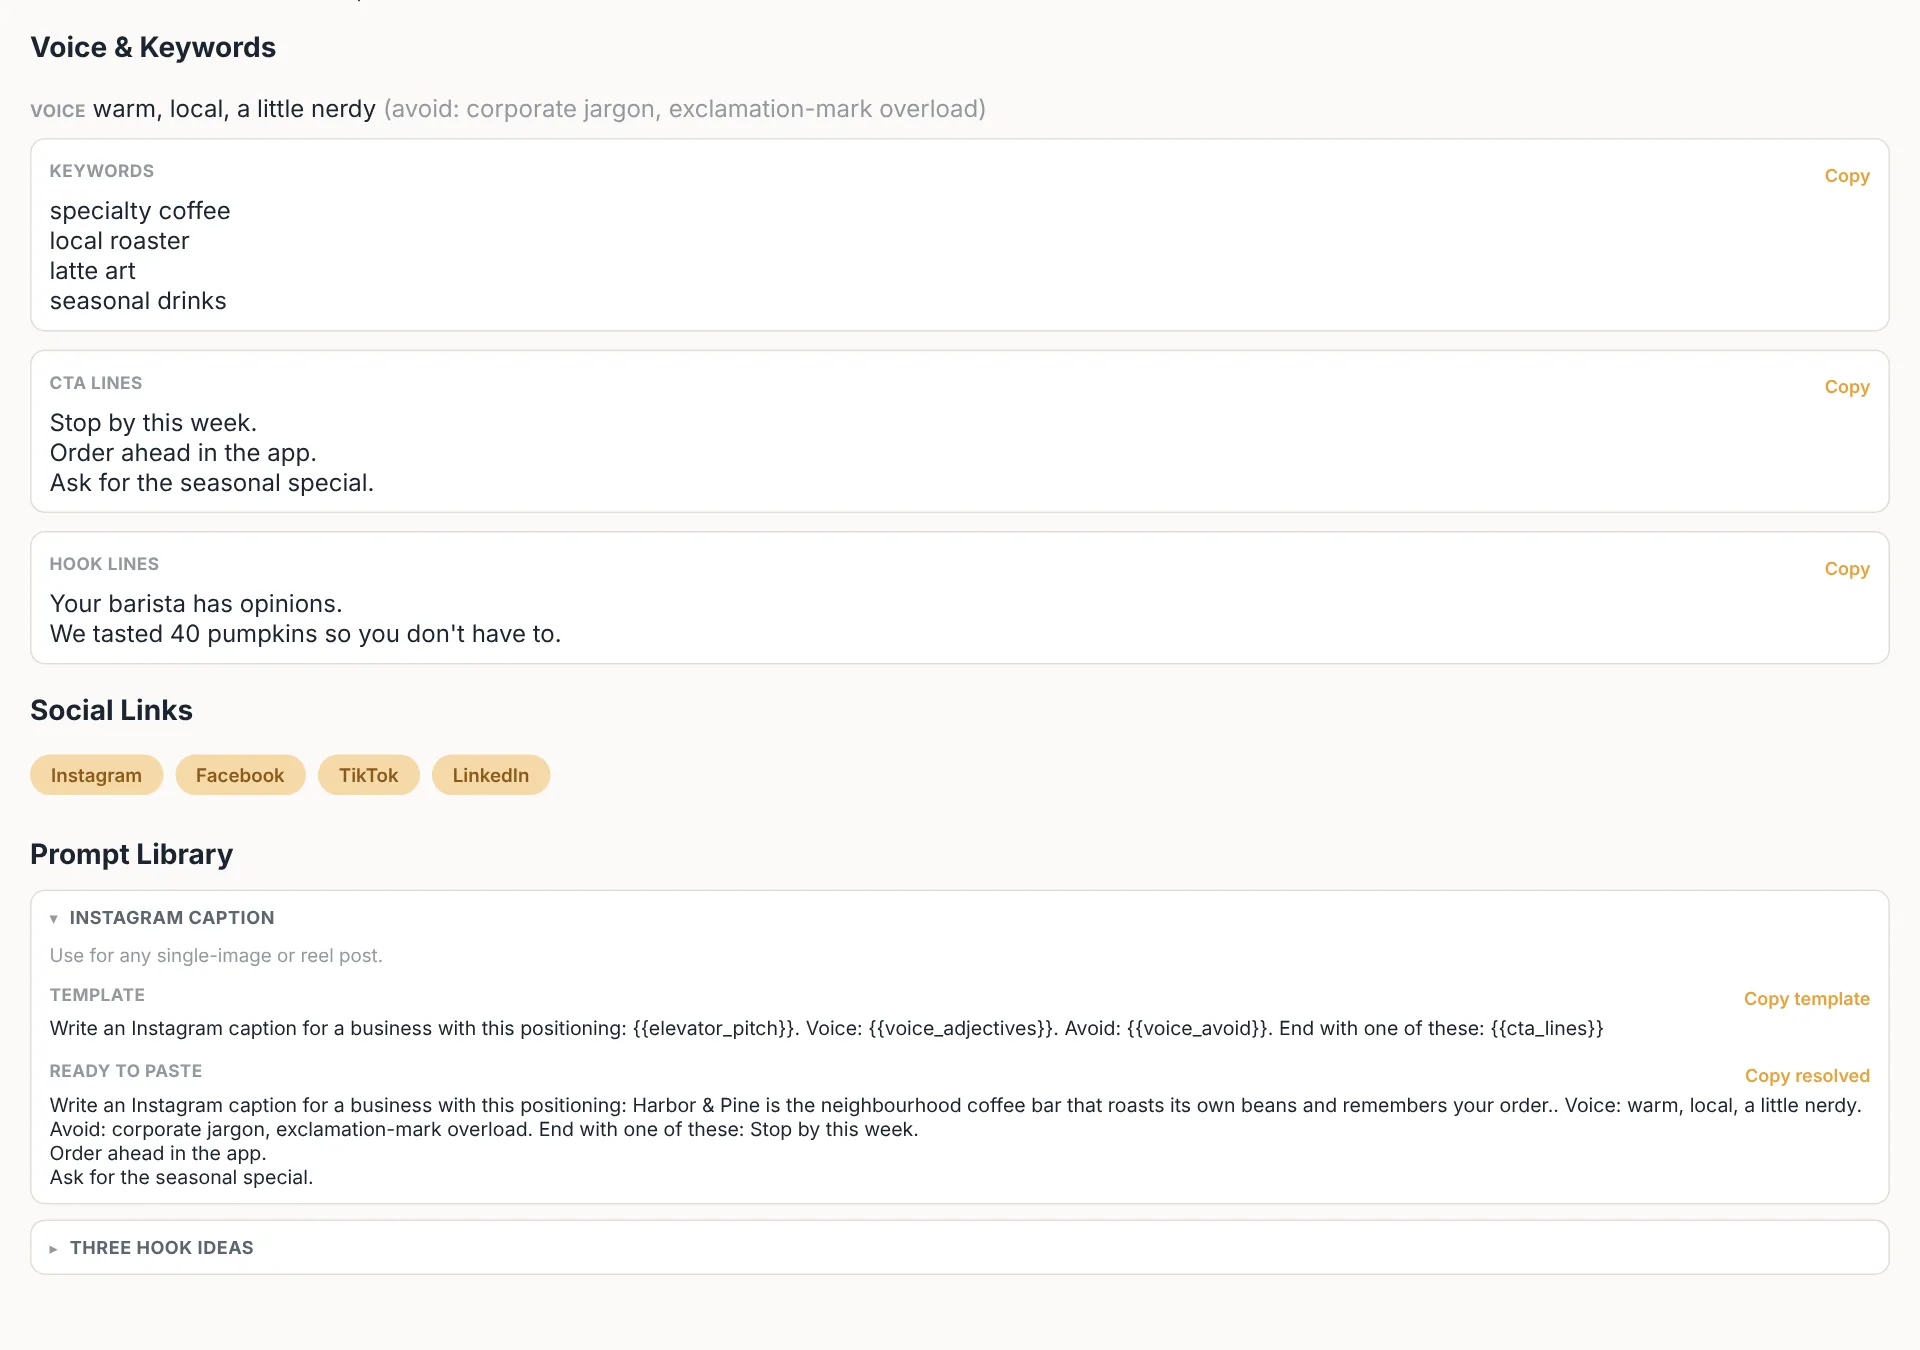 Voice & Keywords
VOICE warm, local, a little nerdy (avoid: corporate jargon, exclamation-mark overload)
KEYWORDS
Copy
specialty coffee
local roaster
latte art
seasonal drinks
CTA LINES
Copy
Stop by this week.
Order ahead in the app.
Ask for the seasonal special.
HOOK LINES
Copy
Your barista has opinions.
We tasted 40 pumpkins so you don't have to.
Social Links
Instagram
Facebook
TikTok
LinkedIn
Prompt Library
▾ INSTAGRAM CAPTION
Use for any single-image or reel post.
TEMPLATE
Copy template
Write an Instagram caption for a business with this positioning: {{elevator_pitch}}. Voice: {{voice_adjectives}}. Avoid: {{voice_avoid}}. End with one of these: {{cta_lines}}
READY TO PASTE
Copy resolved
Write an Instagram caption for a business with this positioning: Harbor & Pine is the neighbourhood coffee bar that roasts its own beans and remembers your order.. Voice: warm, local, a little nerdy.
Avoid: corporate jargon, exclamation-mark overload. End with one of these: Stop by this week.
Order ahead in the app.
Ask for the seasonal special.
▸ THREE HOOK IDEAS